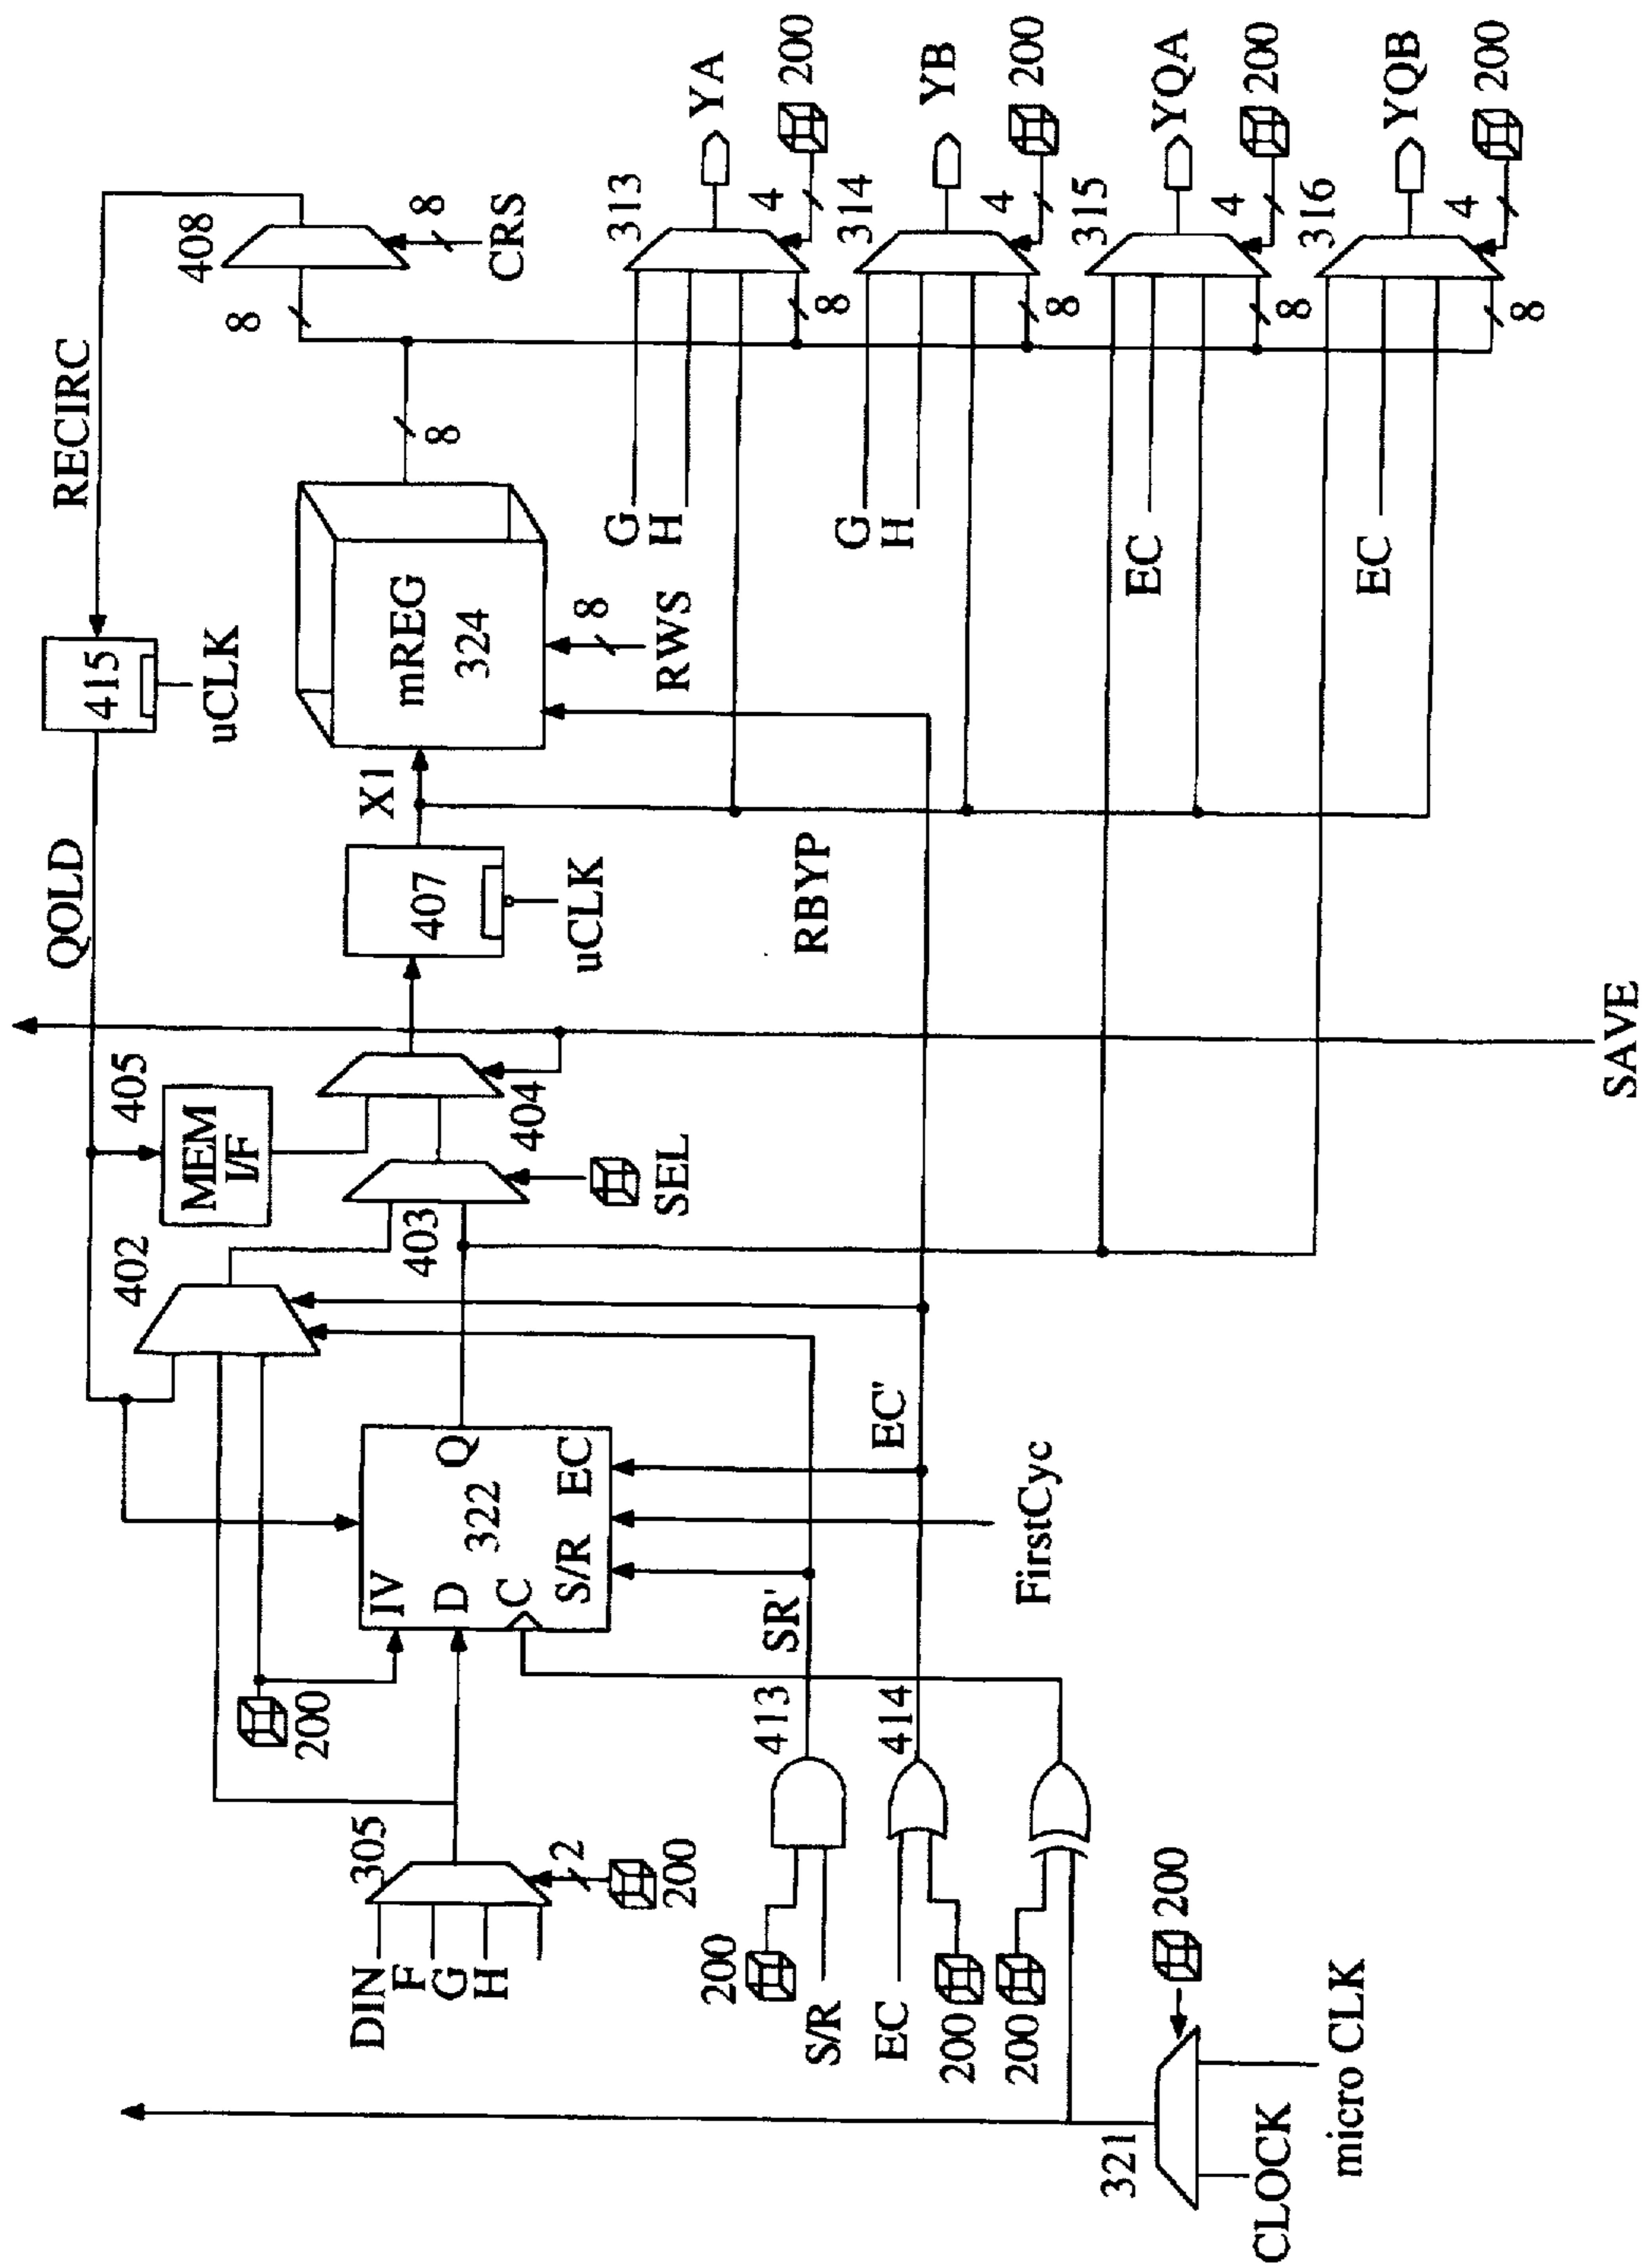 RECIRC
408
8
8
CRS
QOLD
415
uCLK
402
405
MEM
I/F
403
404
SEL
X1
407
uCLK
mREG
324
8
8
RWS
RBYP
G
H
313
YA
4
200
8
G
H
314
YB
4
200
8
EC
315
YQA
4
200
8
EC
316
YQB
4
200
8
DIN
F
G
H
305
2
200
200
IV
D
C
Q
322
S/R
EC
SR'
EC'
FirstCyc
SAVE
413
200
S/R
414
EC
200
200
321
200
CLOCK
micro CLK